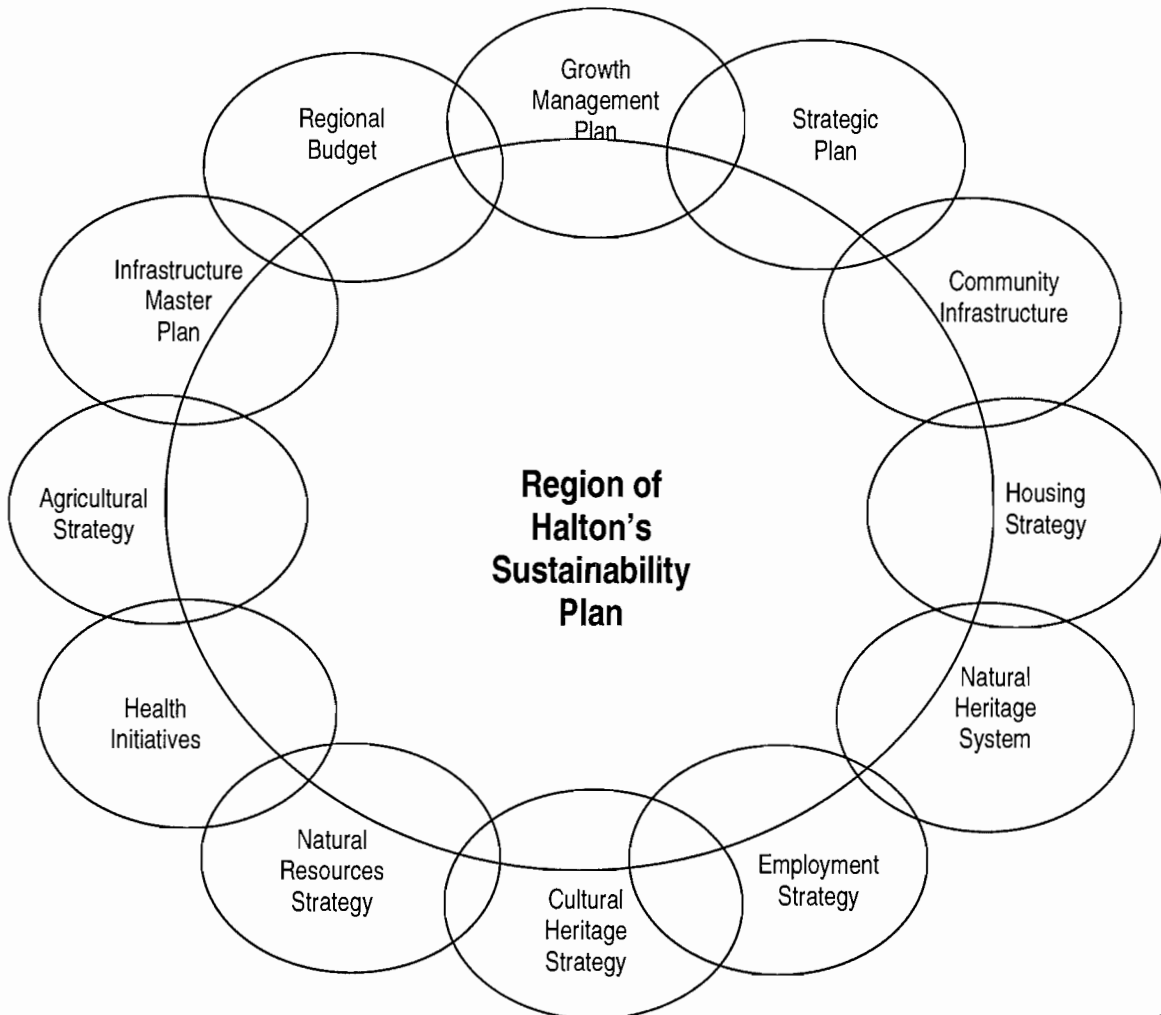 Growth
Management
Plan
Strategic
Plan
Community
Infrastructure
Housing
Strategy
Natural
Heritage
System
Employment
Strategy
Cultural
Heritage
Strategy
Natural
Resources
Strategy
Health
Initiatives
Agricultural
Strategy
Infrastructure
Master
Plan
Regional
Budget
Region of
Halton's
Sustainability
Plan